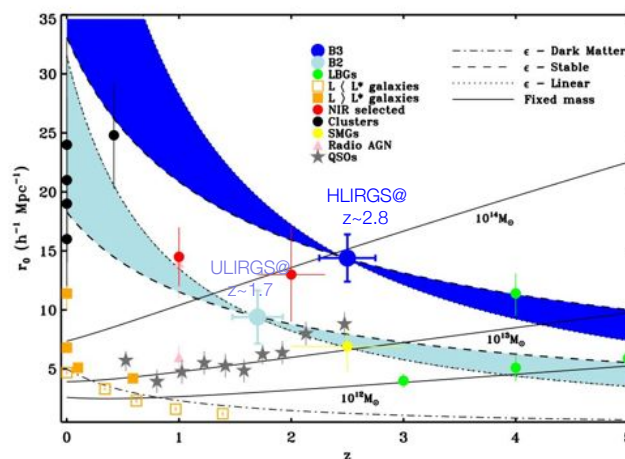 35
30
25
20
15
10
5
r₀ (h⁻¹ Mpc⁻¹)
B3
B2
LBGs
L < L* galaxies
L > L* galaxies
NIR selected
Clusters
SMGs
Radio AGN
QSOs
ε - Dark Matter
ε - Stable
ε - Linear
Fixed mass
HLIRGS@
z~2.8
10¹⁴M⊙
ULIRGS@
z~1.7
10¹³M⊙
10¹²M⊙
0 1 2 3 4 5
z